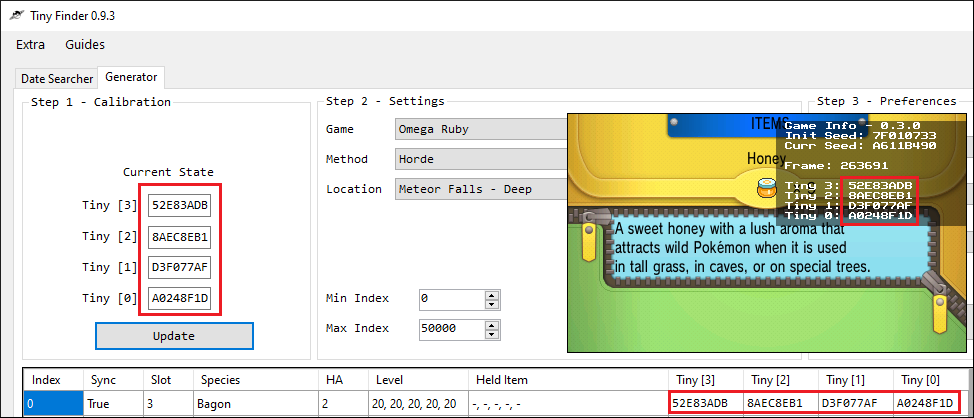 Tiny Finder 0.9.3
Extra Guides
Date Searcher Generator
Step 1 - Calibration
Current State
Tiny [3] 52E83ADB
Tiny [2] 8AEC8EB1
Tiny [1] D3F077AF
Tiny [0] A0248F1D
Update
Step 2 - Settings
Game Omega Ruby
Method Horde
Location Meteor Falls - Deep
Min Index 0
Max Index 50000
Step 3 - Preferences
ITEMS
Honey
Game Info - 0.3.0
Init Seed: 7F010733
Curr Seed: A611B490
Frame: 263691
Tiny 3: 52E83ADB
Tiny 2: 8AEC8EB1
Tiny 1: D3F077AF
Tiny 0: A0248F1D
A sweet honey with a lush aroma that
attracts wild Pokémon when it is used
in tall grass, in caves, or on special trees.
Index Sync Slot Species HA Level Held Item Tiny [3] Tiny [2] Tiny [1] Tiny [0]
0 True 3 Bagon 2 20, 20, 20, 20, 20 -, -, -, -, - 52E83ADB 8AEC8EB1 D3F077AF A0248F1D